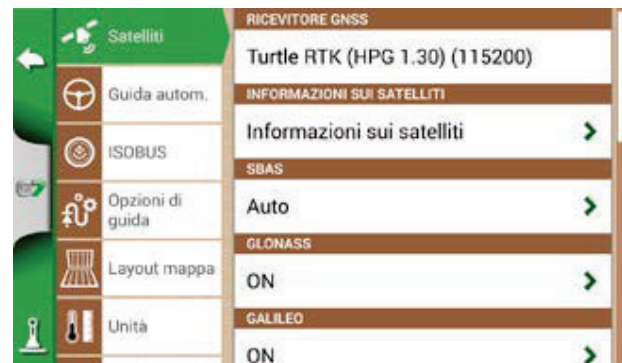 Satelliti
Guida autom.
ISOBUS
Opzioni di
guida
Layout mappa
Unità
RICEVITORE GNSS
Turtle RTK (HPG 1.30) (115200)
INFORMAZIONI SUI SATELLITI
Informazioni sui satelliti
SBAS
Auto
GLONASS
ON
GALILEO
ON